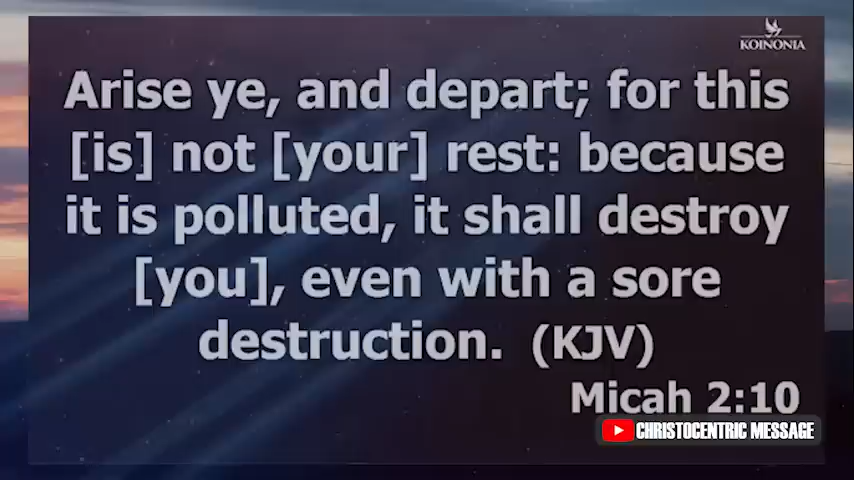 KOINONIA
Arise ye, and depart; for this
[is] not [your] rest: because
it is polluted, it shall destroy
[you], even with a sore
destruction. (KJV)
Micah 2:10
CHRISTOCENTRIC MESSAGE